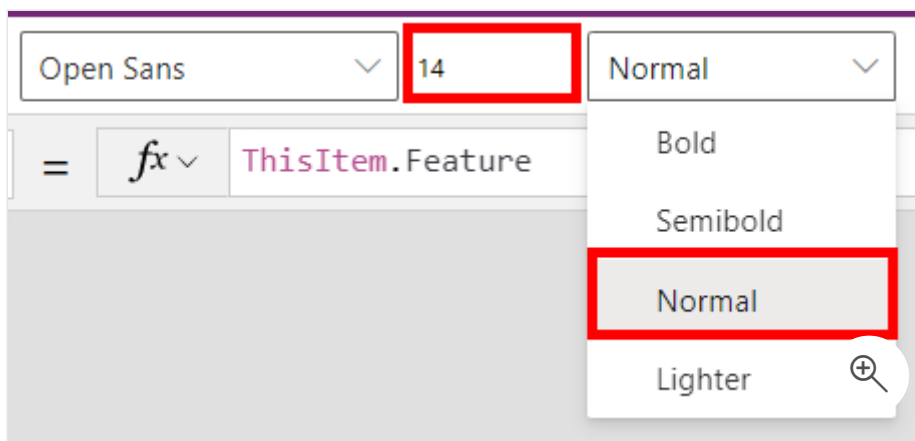 Open Sans 14 Normal
= fx ThisItem.Feature
Bold
Semibold
Normal
Lighter